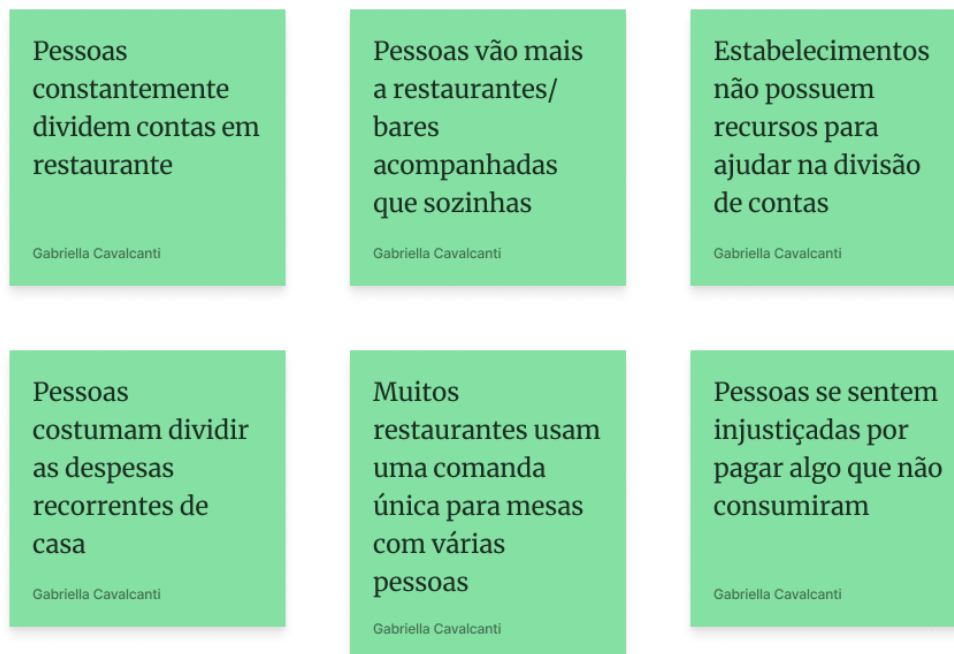 Pessoas
constantemente
dividem contas em
restaurante
Gabriella Cavalcanti
Pessoas vão mais
a restaurantes/
bares
acompanhadas
que sozinhas
Gabriella Cavalcanti
Estabelecimentos
não possuem
recursos para
ajudar na divisão
de contas
Gabriella Cavalcanti
Pessoas
costumam dividir
as despesas
recorrentes de
casa
Gabriella Cavalcanti
Muitos
restaurantes usam
uma comanda
única para mesas
com várias
pessoas
Gabriella Cavalcanti
Pessoas se sentem
injustiçadas por
pagar algo que não
consumiram
Gabriella Cavalcanti